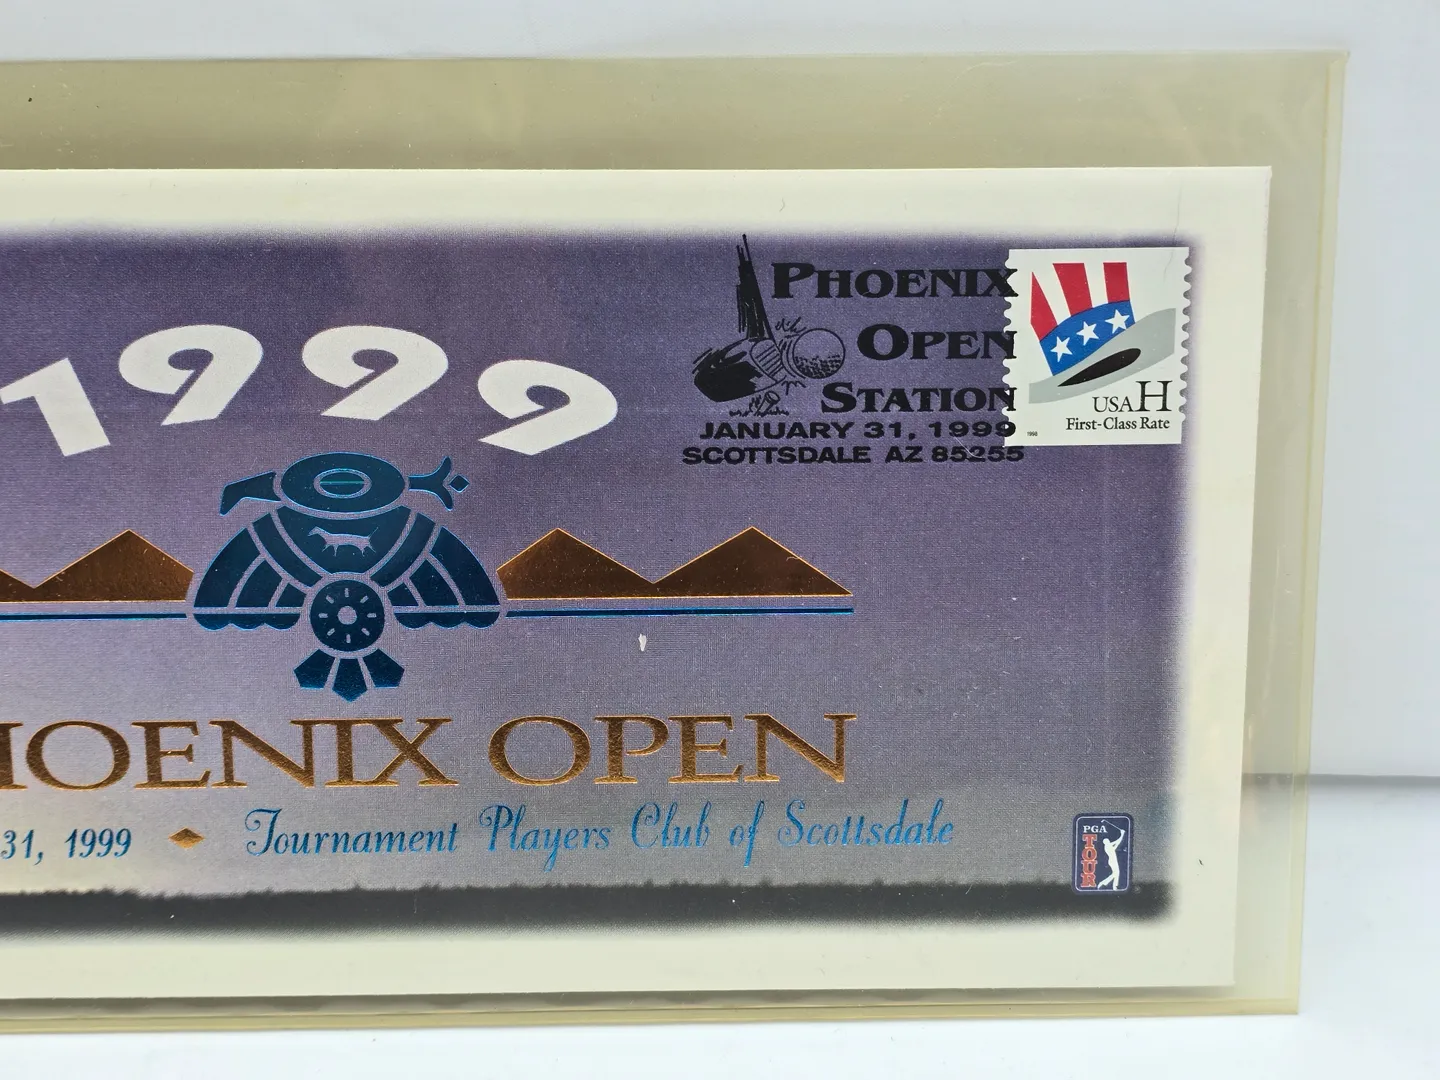 PHOENIX
OPEN
STATION
JANUARY 31, 1999
SCOTTSDALE AZ 85255
USA H
First-Class Rate
1998
1999
HOENIX OPEN
31, 1999 Tournament Players Club of Scottsdale
PGA
TOUR